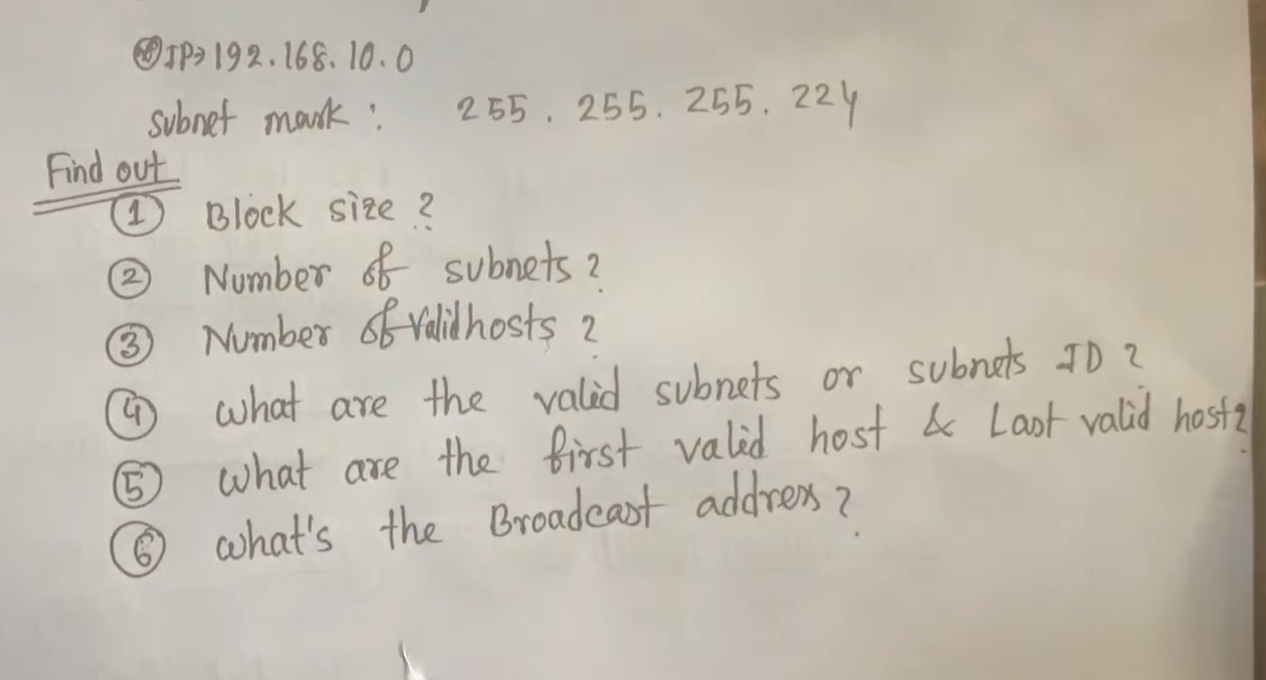 ⊛ IP → 192.168.10.0
subnet mask : 255.255.255.224
Find out
① Block size ?
② Number of subnets ?
③ Number of valid hosts ?
④ what are the valid subnets or subnets ID ?
⑤ what are the first valid host & Last valid host ?
⑥ what's the Broadcast address ?